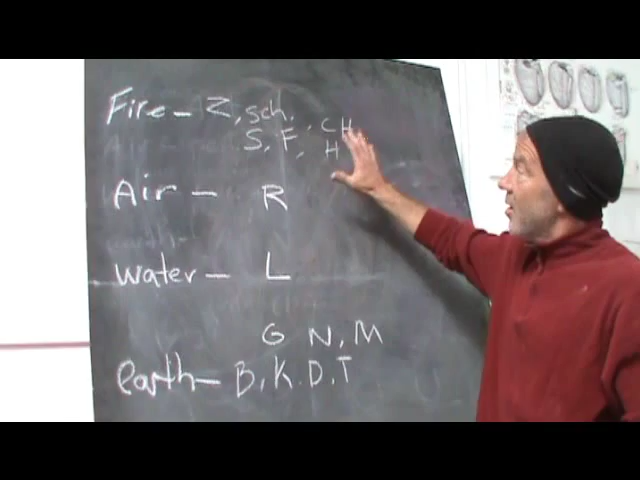 Fire - Z, sch.
S, F, CH
H
Air - R
Water - L
G N, M
earth - B, K. D, T